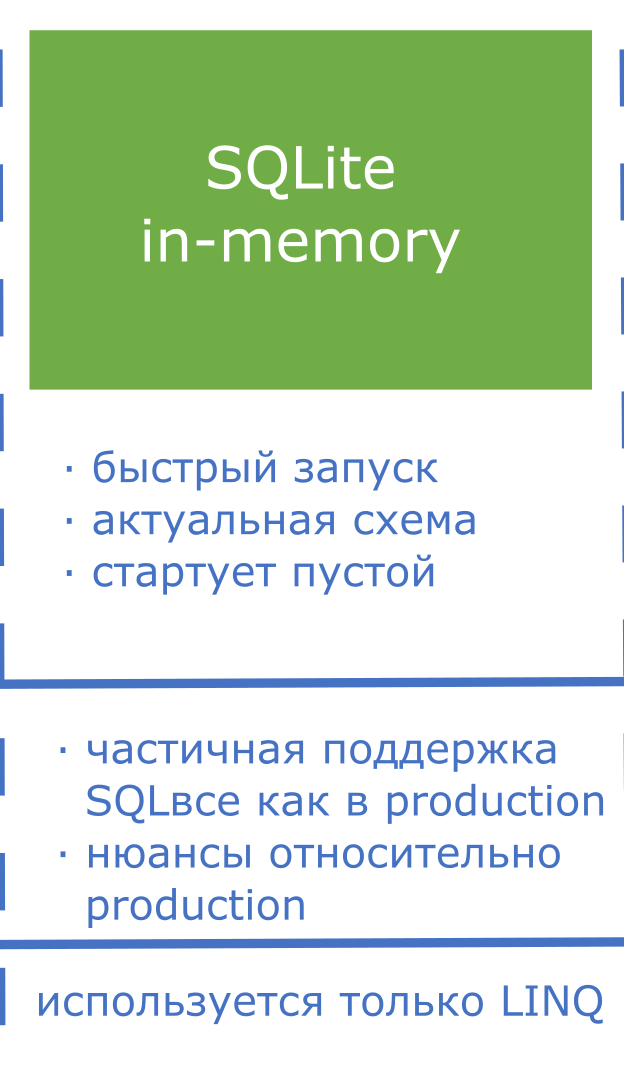 SQLite
in-memory
· быстрый запуск
· актуальная схема
· стартует пустой
· частичная поддержка
SQLвсе как в production
· нюансы относительно
production
используется только LINQ